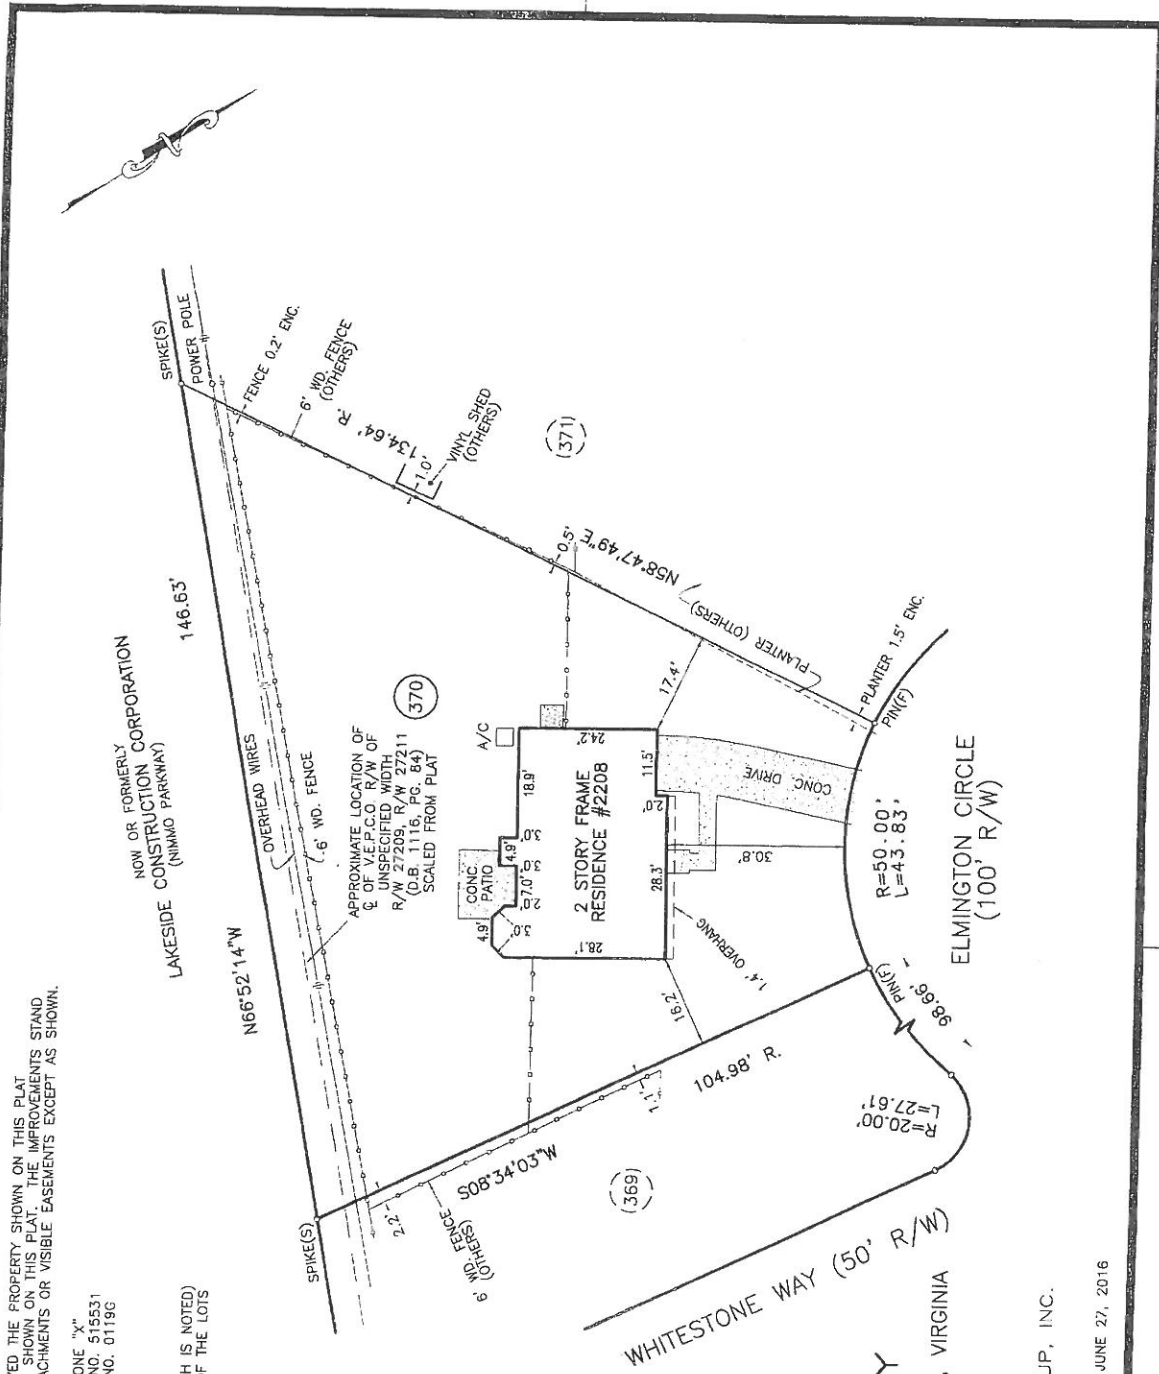 ED THE PROPERTY SHOWN ON THIS PLAT
SHOWN ON THIS PLAT. THE IMPROVEMENTS STAND
ACHMENTS OR VISIBLE EASEMENTS EXCEPT AS SHOWN.
ONE "X"
NO. 515531
NO. 0119G
H IS NOTED)
F THE LOTS
SPIKE(S)
POWER POLE
FENCE 0.2' ENC.
6' WD. FENCE
(OTHERS)
134.64' R.
1.0'
VINYL SHED
(OTHERS)
(371)
146.63'
NOW OR FORMERLY
LAKESIDE CONSTRUCTION CORPORATION
(NIMMO PARKWAY)
N66°52'14"W
OVERHEAD WIRES
6' WD. FENCE
APPROXIMATE LOCATION OF
℄ OF V.E.P.C.O. R/W OF
UNSPECIFIED WIDTH
R/W 27209, R/W 27211
(D.B. 1116, PG. 84)
SCALED FROM PLAT
370
0.5'
N58°47'49"E
PLANTER (OTHERS)
PLANTER 1.5' ENC.
PIN(F)
17.4'
A/C
24.2'
18.9'
11.5'
3.0'
4.9'
3.0'
7.0'
2.0'
3.0'
4.9'
2.0'
CONC.
PATIO
2 STORY FRAME
RESIDENCE #2208
28.3'
28.1'
CONC. DRIVE
30.8'
1.4' OVERHANG
16.2'
R=50.00'
L=43.83'
ELMINGTON CIRCLE
(100' R/W)
PIN(F)
98.66'
104.98' R.
1.1'
S08°34'03"W
R=20.00'
L=27.61'
(369)
2.2'
6' WD. FENCE
(OTHERS)
SPIKE(S)
WHITESTONE WAY (50' R/W)
Y
, VIRGINIA
UP, INC.
JUNE 27, 2016